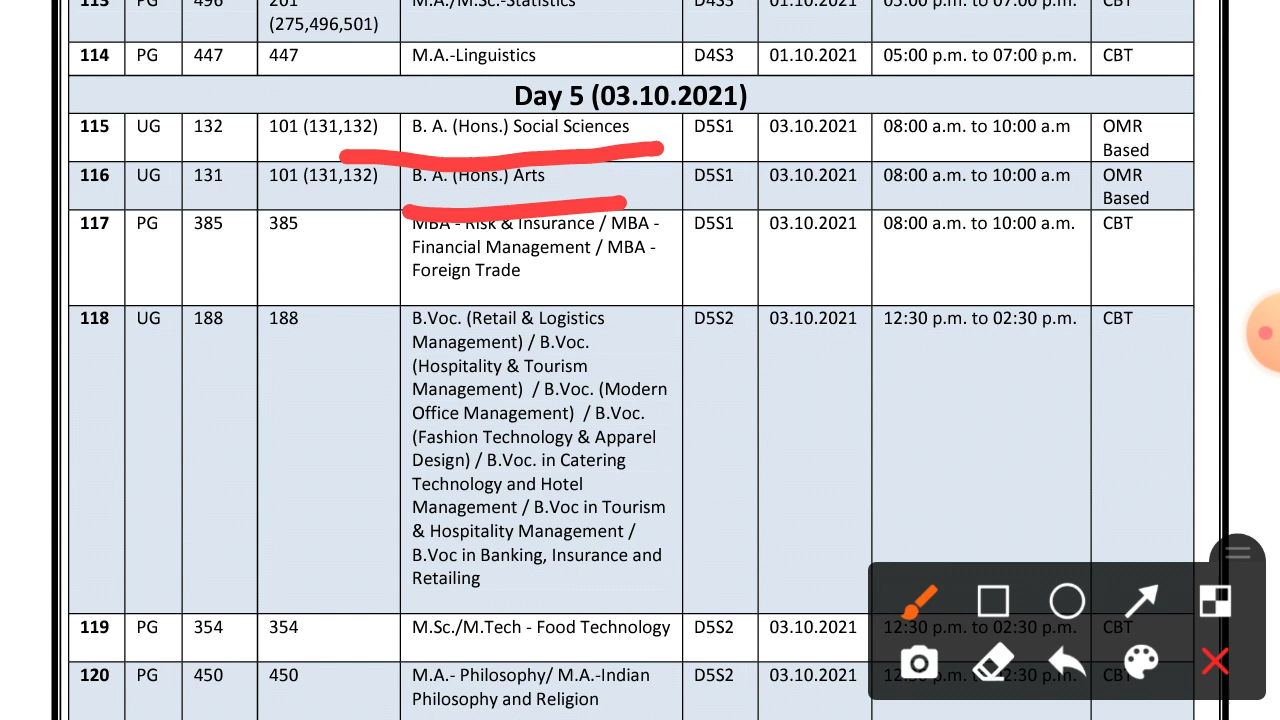 113 PG 496 201 M.A./M.Sc.-Statistics D4S3 01.10.2021 05:00 p.m. to 07:00 p.m. CBT
(275,496,501)
114 PG 447 447 M.A.-Linguistics D4S3 01.10.2021 05:00 p.m. to 07:00 p.m. CBT
Day 5 (03.10.2021)
115 UG 132 101 (131,132) B. A. (Hons.) Social Sciences D5S1 03.10.2021 08:00 a.m. to 10:00 a.m OMR
Based
116 UG 131 101 (131,132) B. A. (Hons.) Arts D5S1 03.10.2021 08:00 a.m. to 10:00 a.m OMR
Based
117 PG 385 385 MBA - Risk & Insurance / MBA - D5S1 03.10.2021 08:00 a.m. to 10:00 a.m. CBT
Financial Management / MBA -
Foreign Trade
118 UG 188 188 B.Voc. (Retail & Logistics D5S2 03.10.2021 12:30 p.m. to 02:30 p.m. CBT
Management) / B.Voc.
(Hospitality & Tourism
Management) / B.Voc. (Modern
Office Management) / B.Voc.
(Fashion Technology & Apparel
Design) / B.Voc. in Catering
Technology and Hotel
Management / B.Voc in Tourism
& Hospitality Management /
B.Voc in Banking, Insurance and
Retailing
119 PG 354 354 M.Sc./M.Tech - Food Technology D5S2 03.10.2021 12:30 p.m. to 02:30 p.m. CBT
120 PG 450 450 M.A.- Philosophy/ M.A.-Indian D5S2 03.10.2021 12:30 p.m. to 02:30 p.m. CBT
Philosophy and Religion